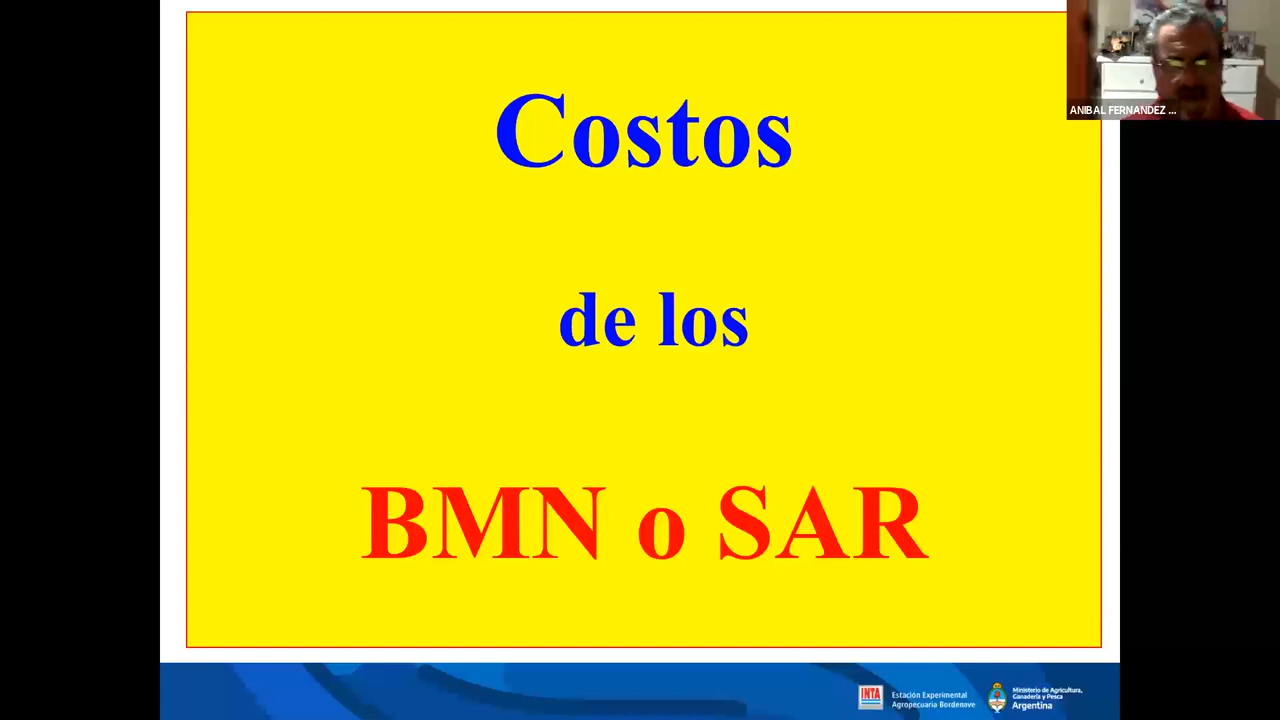 Costos
de los
BMN o SAR
ANIBAL FERNANDEZ ...
INTA
Estación Experimental
Agropecuaria Bordenave
Ministerio de Agricultura,
Ganadería y Pesca
Argentina